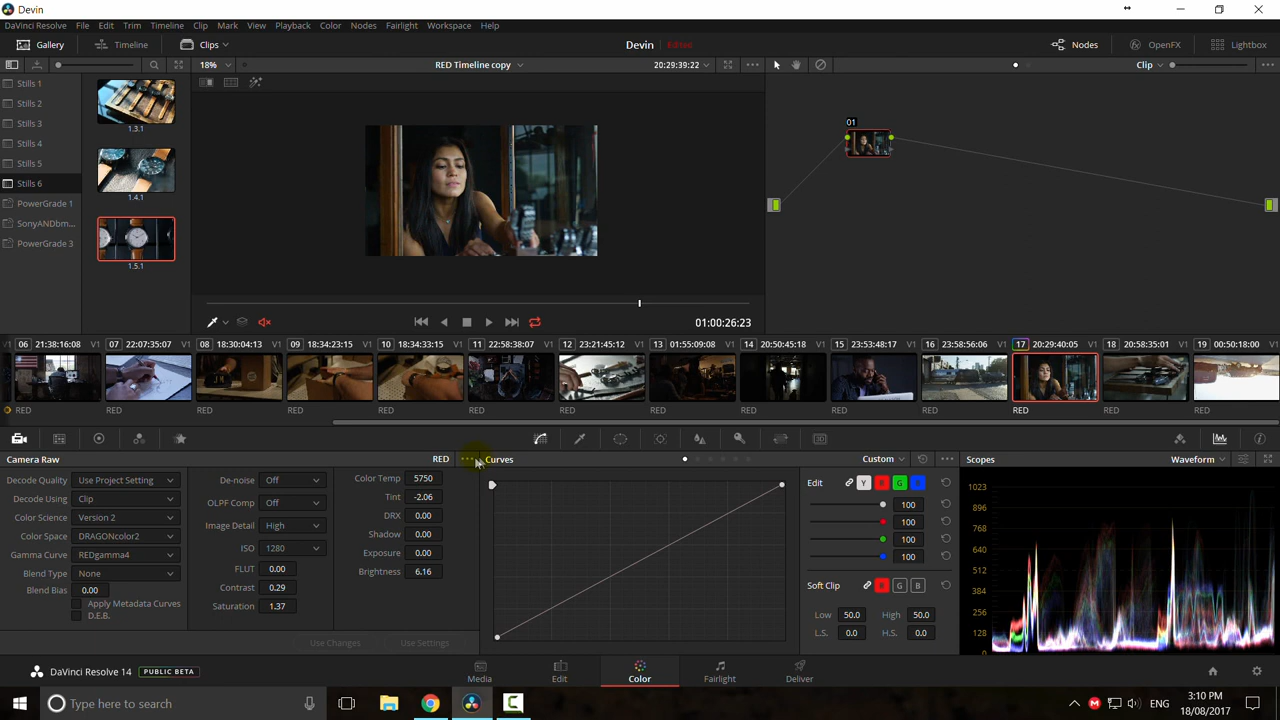 Devin
DaVinci Resolve File Edit Trim Timeline Clip Mark View Playback Color Nodes Fairlight Workspace Help
Gallery Timeline Clips Devin Edited Nodes OpenFX Lightbox
18% RED Timeline copy 20:29:39:22 Clip
Stills 1
Stills 2
Stills 3
Stills 4
Stills 5
Stills 6
PowerGrade 1
SonyANDbm...
PowerGrade 3
1.3.1
1.4.1
1.5.1
01
01:00:26:23
V1 06 21:38:16:08 V1 07 22:07:35:07 V1 08 18:30:04:13 V1 09 18:34:23:15 V1 10 18:34:33:15 V1 11 22:58:38:07 V1 12 23:21:45:12 V1 13 01:55:09:08 V1 14 20:50:45:18 V1 15 23:53:48:17 V1 16 23:58:56:06 V1 17 20:29:40:05 V1 18 20:58:35:01 V1 19 00:50:18:00 V1
RED RED RED RED RED RED RED RED RED RED RED RED RED RED
Camera Raw RED Curves Custom Scopes Waveform
Decode Quality Use Project Setting
Decode Using Clip
Color Science Version 2
Color Space DRAGONcolor2
Gamma Curve REDgamma4
Blend Type None
Blend Bias 0.00
Apply Metadata Curves
D.E.B.
De-noise Off
OLPF Comp Off
Image Detail High
ISO 1280
FLUT 0.00
Contrast 0.29
Saturation 1.37
Color Temp 5750
Tint -2.06
DRX 0.00
Shadow 0.00
Exposure 0.00
Brightness 6.16
Use Changes Use Settings
Edit Y R G B
100
100
100
100
Soft Clip R G B
Low 50.0 High 50.0
L.S. 0.0 H.S. 0.0
1023
896
768
640
512
384
256
128
0
DaVinci Resolve 14 PUBLIC BETA
Media Edit Color Fairlight Deliver
Type here to search
ENG
3:10 PM
18/08/2017